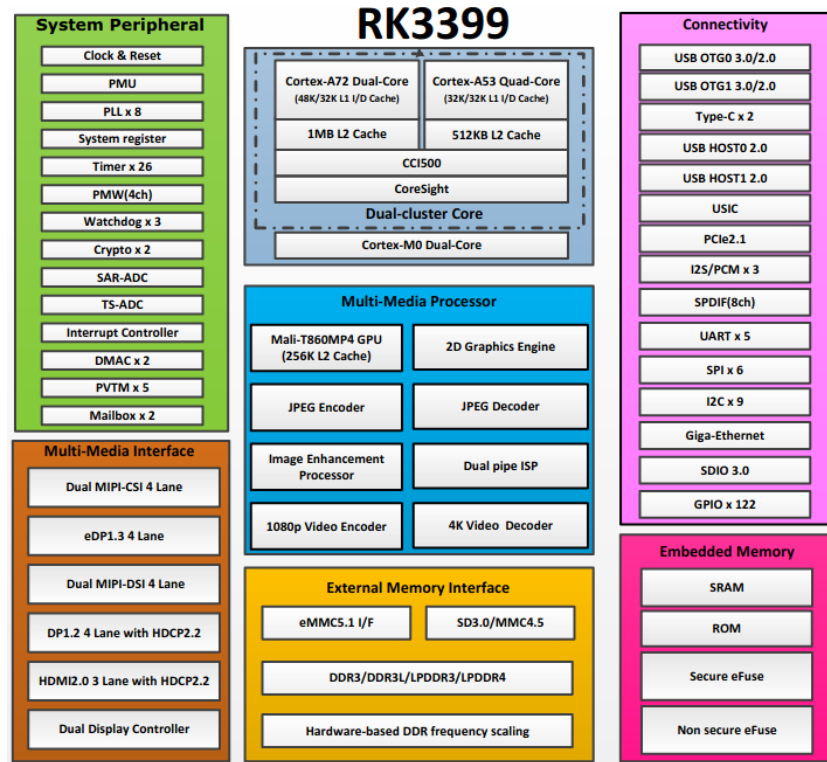 RK3399
System Peripheral
Clock & Reset
PMU
PLL x 8
System register
Timer x 26
PMW(4ch)
Watchdog x 3
Crypto x 2
SAR-ADC
TS-ADC
Interrupt Controller
DMAC x 2
PVTM x 5
Mailbox x 2
Multi-Media Interface
Dual MIPI-CSI 4 Lane
eDP1.3 4 Lane
Dual MIPI-DSI 4 Lane
DP1.2 4 Lane with HDCP2.2
HDMI2.0 3 Lane with HDCP2.2
Dual Display Controller
Cortex-A72 Dual-Core
(48K/32K L1 I/D Cache)
1MB L2 Cache
Cortex-A53 Quad-Core
(32K/32K L1 I/D Cache)
512KB L2 Cache
CCI500
CoreSight
Dual-cluster Core
Cortex-M0 Dual-Core
Multi-Media Processor
Mali-T860MP4 GPU
(256K L2 Cache)
2D Graphics Engine
JPEG Encoder
JPEG Decoder
Image Enhancement
Processor
Dual pipe ISP
1080p Video Encoder
4K Video Decoder
External Memory Interface
eMMC5.1 I/F
SD3.0/MMC4.5
DDR3/DDR3L/LPDDR3/LPDDR4
Hardware-based DDR frequency scaling
Connectivity
USB OTG0 3.0/2.0
USB OTG1 3.0/2.0
Type-C x 2
USB HOST0 2.0
USB HOST1 2.0
USIC
PCIe2.1
I2S/PCM x 3
SPDIF(8ch)
UART x 5
SPI x 6
I2C x 9
Giga-Ethernet
SDIO 3.0
GPIO x 122
Embedded Memory
SRAM
ROM
Secure eFuse
Non secure eFuse